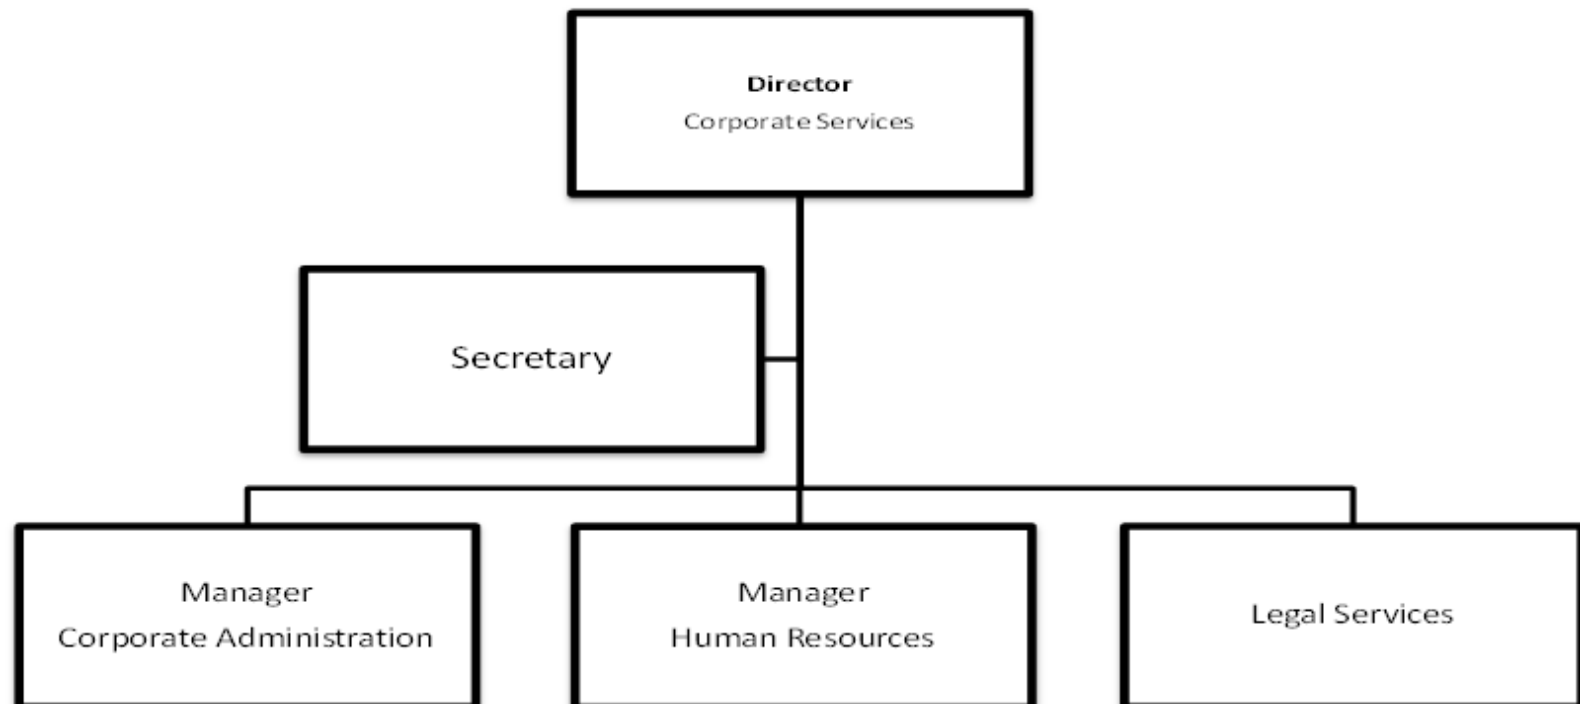 Director
Corporate Services
Secretary
Manager
Corporate Administration
Manager
Human Resources
Legal Services